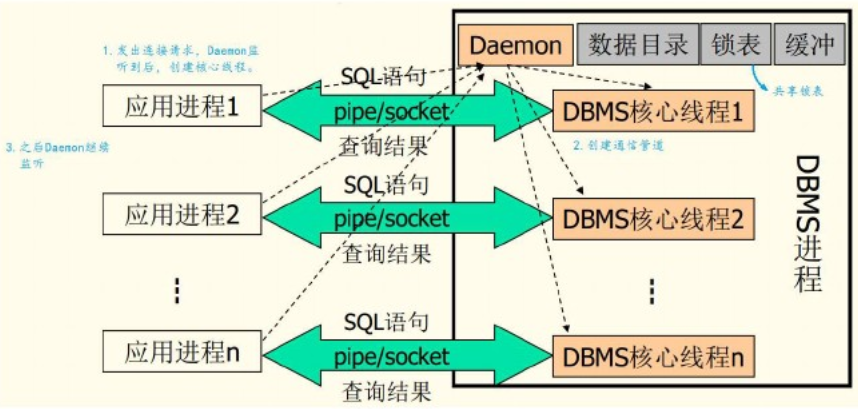 1. 发出连接请求，Daemon监
听到后，创建核心线程。
Daemon
数据目录
锁表
缓冲
共享锁表
SQL语句
应用进程1
pipe/socket
DBMS核心线程1
查询结果
2. 创建通信管道
3. 之后Daemon继续
监听
SQL语句
应用进程2
pipe/socket
DBMS核心线程2
查询结果
DBMS进程
SQL语句
应用进程n
pipe/socket
DBMS核心线程n
查询结果